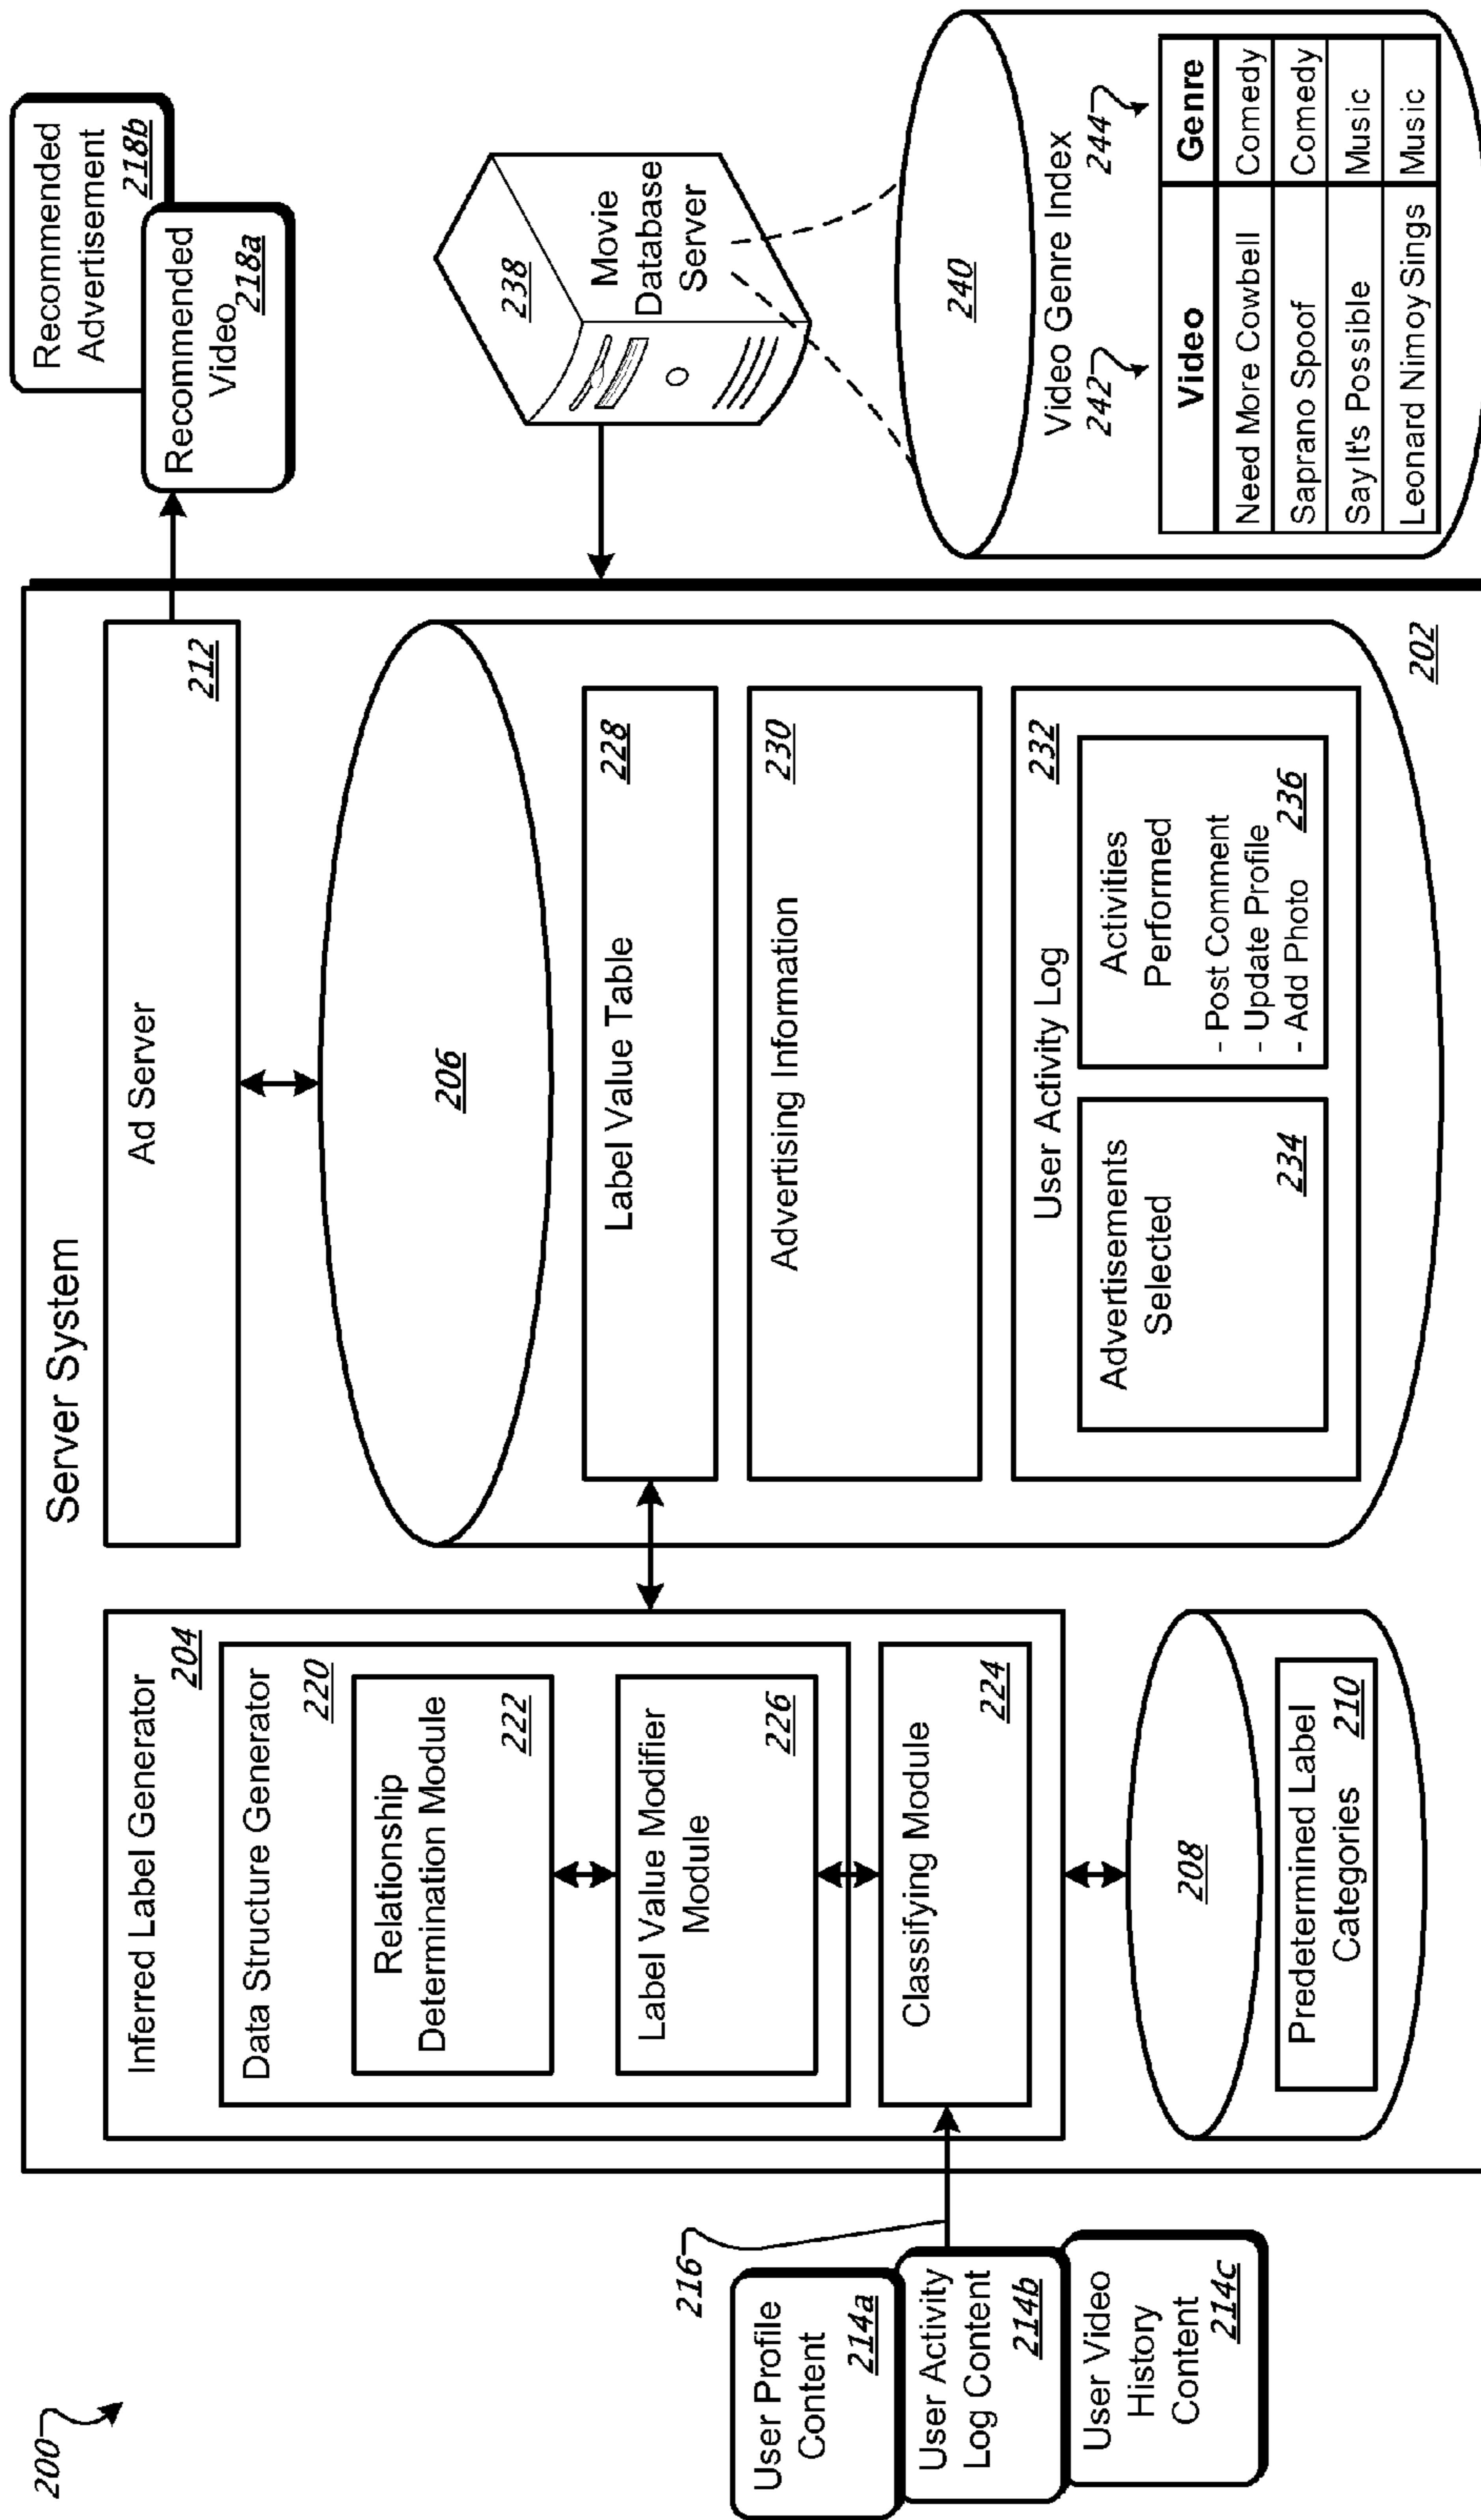 200
Server System
Inferred Label Generator
204
Data Structure Generator
220
Relationship
Determination Module
222
Label Value Modifier
Module
226
Classifying Module
224
208
Predetermined Label
Categories
210
216
User Profile
Content
214a
User Activity
Log Content
214b
User Video
History
Content
214c
Ad Server
212
206
Label Value Table
228
Advertising Information
230
User Activity Log
232
Advertisements
Selected
234
Activities
Performed
- Post Comment
- Update Profile
- Add Photo
236
202
Recommended
Advertisement
218b
Recommended
Video
218a
238
Movie
Database
Server
240
Video Genre Index
242
244
Video Genre
Need More Cowbell Comedy
Saprano Spoof Comedy
Say It's Possible Music
Leonard Nimoy Sings Music